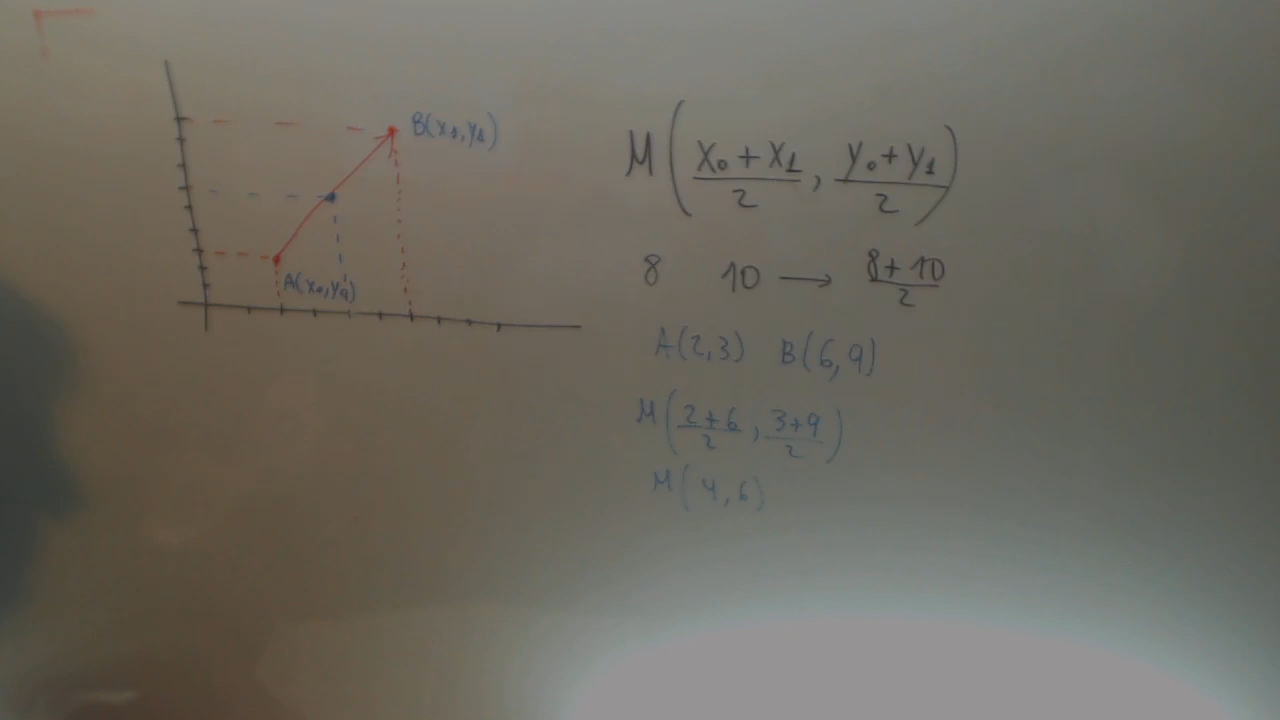 B(x₁,y₁)
A(x₀,y₀)
M((x₀+x₁)/2, (y₀+y₁)/2)
8 10 → (8+10)/2
A(2,3) B(6,9)
M((2+6)/2, (3+9)/2)
M(4,6)